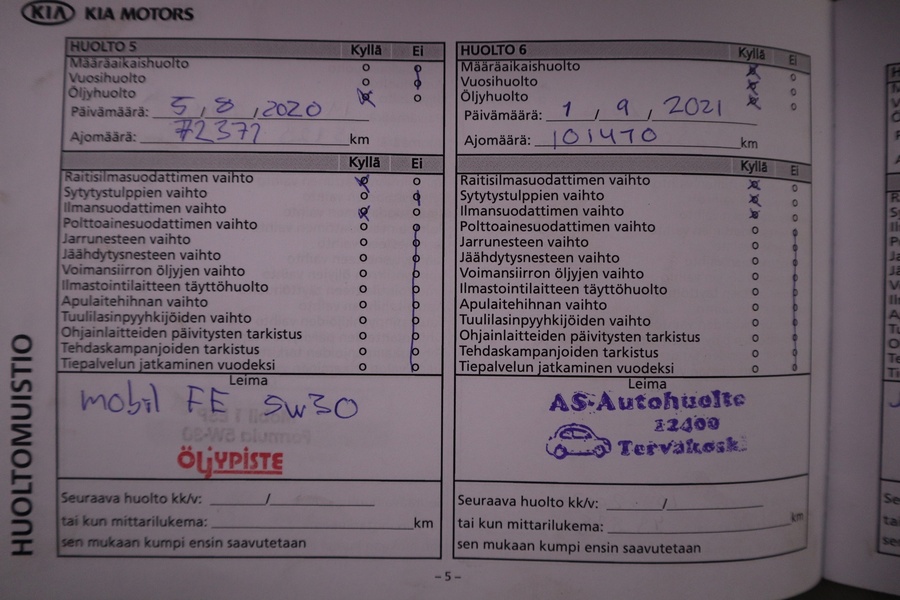 KIA KIA MOTORS
HUOLTO 5 Kyllä Ei
Määräaikaishuolto
Vuosihuolto
Öljyhuolto
Päivämäärä: 5 / 8 , 2020
Ajomäärä: 72371 km
Kyllä Ei
Raitisilmasuodattimen vaihto
Sytytystulppien vaihto
Ilmansuodattimen vaihto
Polttoainesuodattimen vaihto
Jarrunesteen vaihto
Jäähdytysnesteen vaihto
Voimansiirron öljyjen vaihto
Ilmastointilaitteen täyttöhuolto
Apulaitehihnan vaihto
Tuulilasinpyyhkijöiden vaihto
Ohjainlaitteiden päivitysten tarkistus
Tehdaskampanjoiden tarkistus
Tiepalvelun jatkaminen vuodeksi
Leima
mobil FE 5w30
ÖLJYPISTE
Seuraava huolto kk/v: /
tai kun mittarilukema: km
sen mukaan kumpi ensin saavutetaan
HUOLTO 6 Kyllä Ei
Määräaikaishuolto
Vuosihuolto
Öljyhuolto
Päivämäärä: 1 / 9 , 2021
Ajomäärä: 101470 km
Kyllä Ei
Raitisilmasuodattimen vaihto
Sytytystulppien vaihto
Ilmansuodattimen vaihto
Polttoainesuodattimen vaihto
Jarrunesteen vaihto
Jäähdytysnesteen vaihto
Voimansiirron öljyjen vaihto
Ilmastointilaitteen täyttöhuolto
Apulaitehihnan vaihto
Tuulilasinpyyhkijöiden vaihto
Ohjainlaitteiden päivitysten tarkistus
Tehdaskampanjoiden tarkistus
Tiepalvelun jatkaminen vuodeksi
Leima
AS-Autohuolto
12400
Tervakoski
Seuraava huolto kk/v: /
tai kun mittarilukema: km
sen mukaan kumpi ensin saavutetaan
HUOLTOMUISTIO
– 5 –